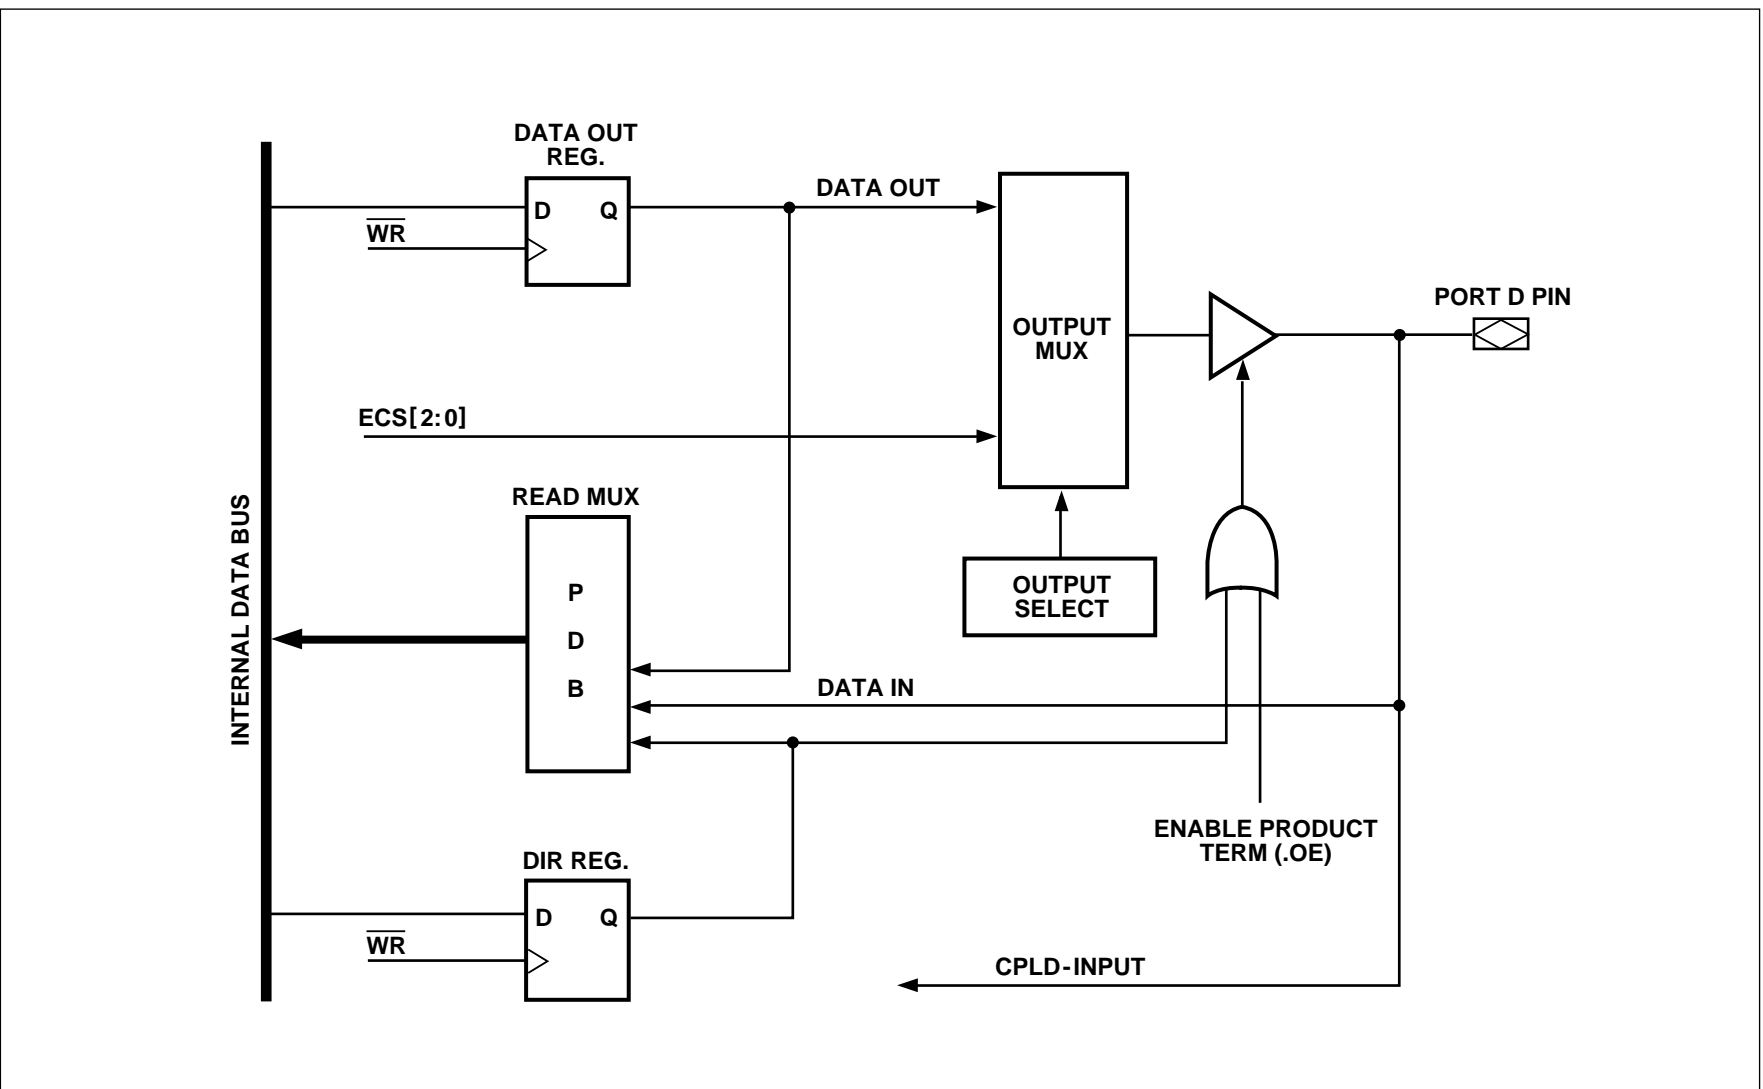 DATA OUT
REG.
D Q
WR
DATA OUT
OUTPUT
MUX
PORT D PIN
ECS[2:0]
READ MUX
P
D
B
INTERNAL DATA BUS
OUTPUT
SELECT
DATA IN
ENABLE PRODUCT
TERM (.OE)
DIR REG.
D Q
WR
CPLD-INPUT